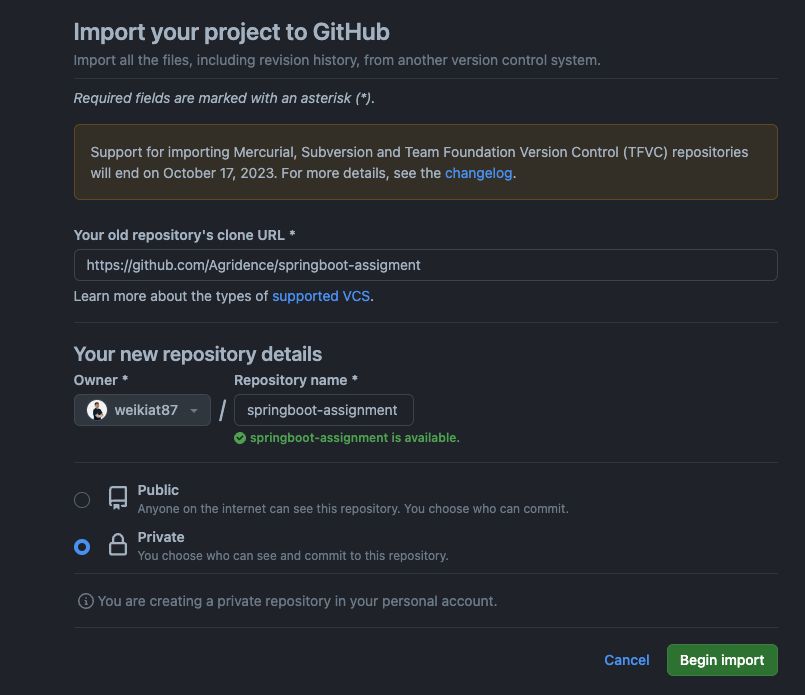 Import your project to GitHub
Import all the files, including revision history, from another version control system.
Required fields are marked with an asterisk (*).
Support for importing Mercurial, Subversion and Team Foundation Version Control (TFVC) repositories
will end on October 17, 2023. For more details, see the changelog.
Your old repository's clone URL *
https://github.com/Agridence/springboot-assigment
Learn more about the types of supported VCS.
Your new repository details
Owner *
Repository name *
weikiat87
/
springboot-assignment
springboot-assignment is available.
Public
Anyone on the internet can see this repository. You choose who can commit.
Private
You choose who can see and commit to this repository.
You are creating a private repository in your personal account.
Cancel
Begin import